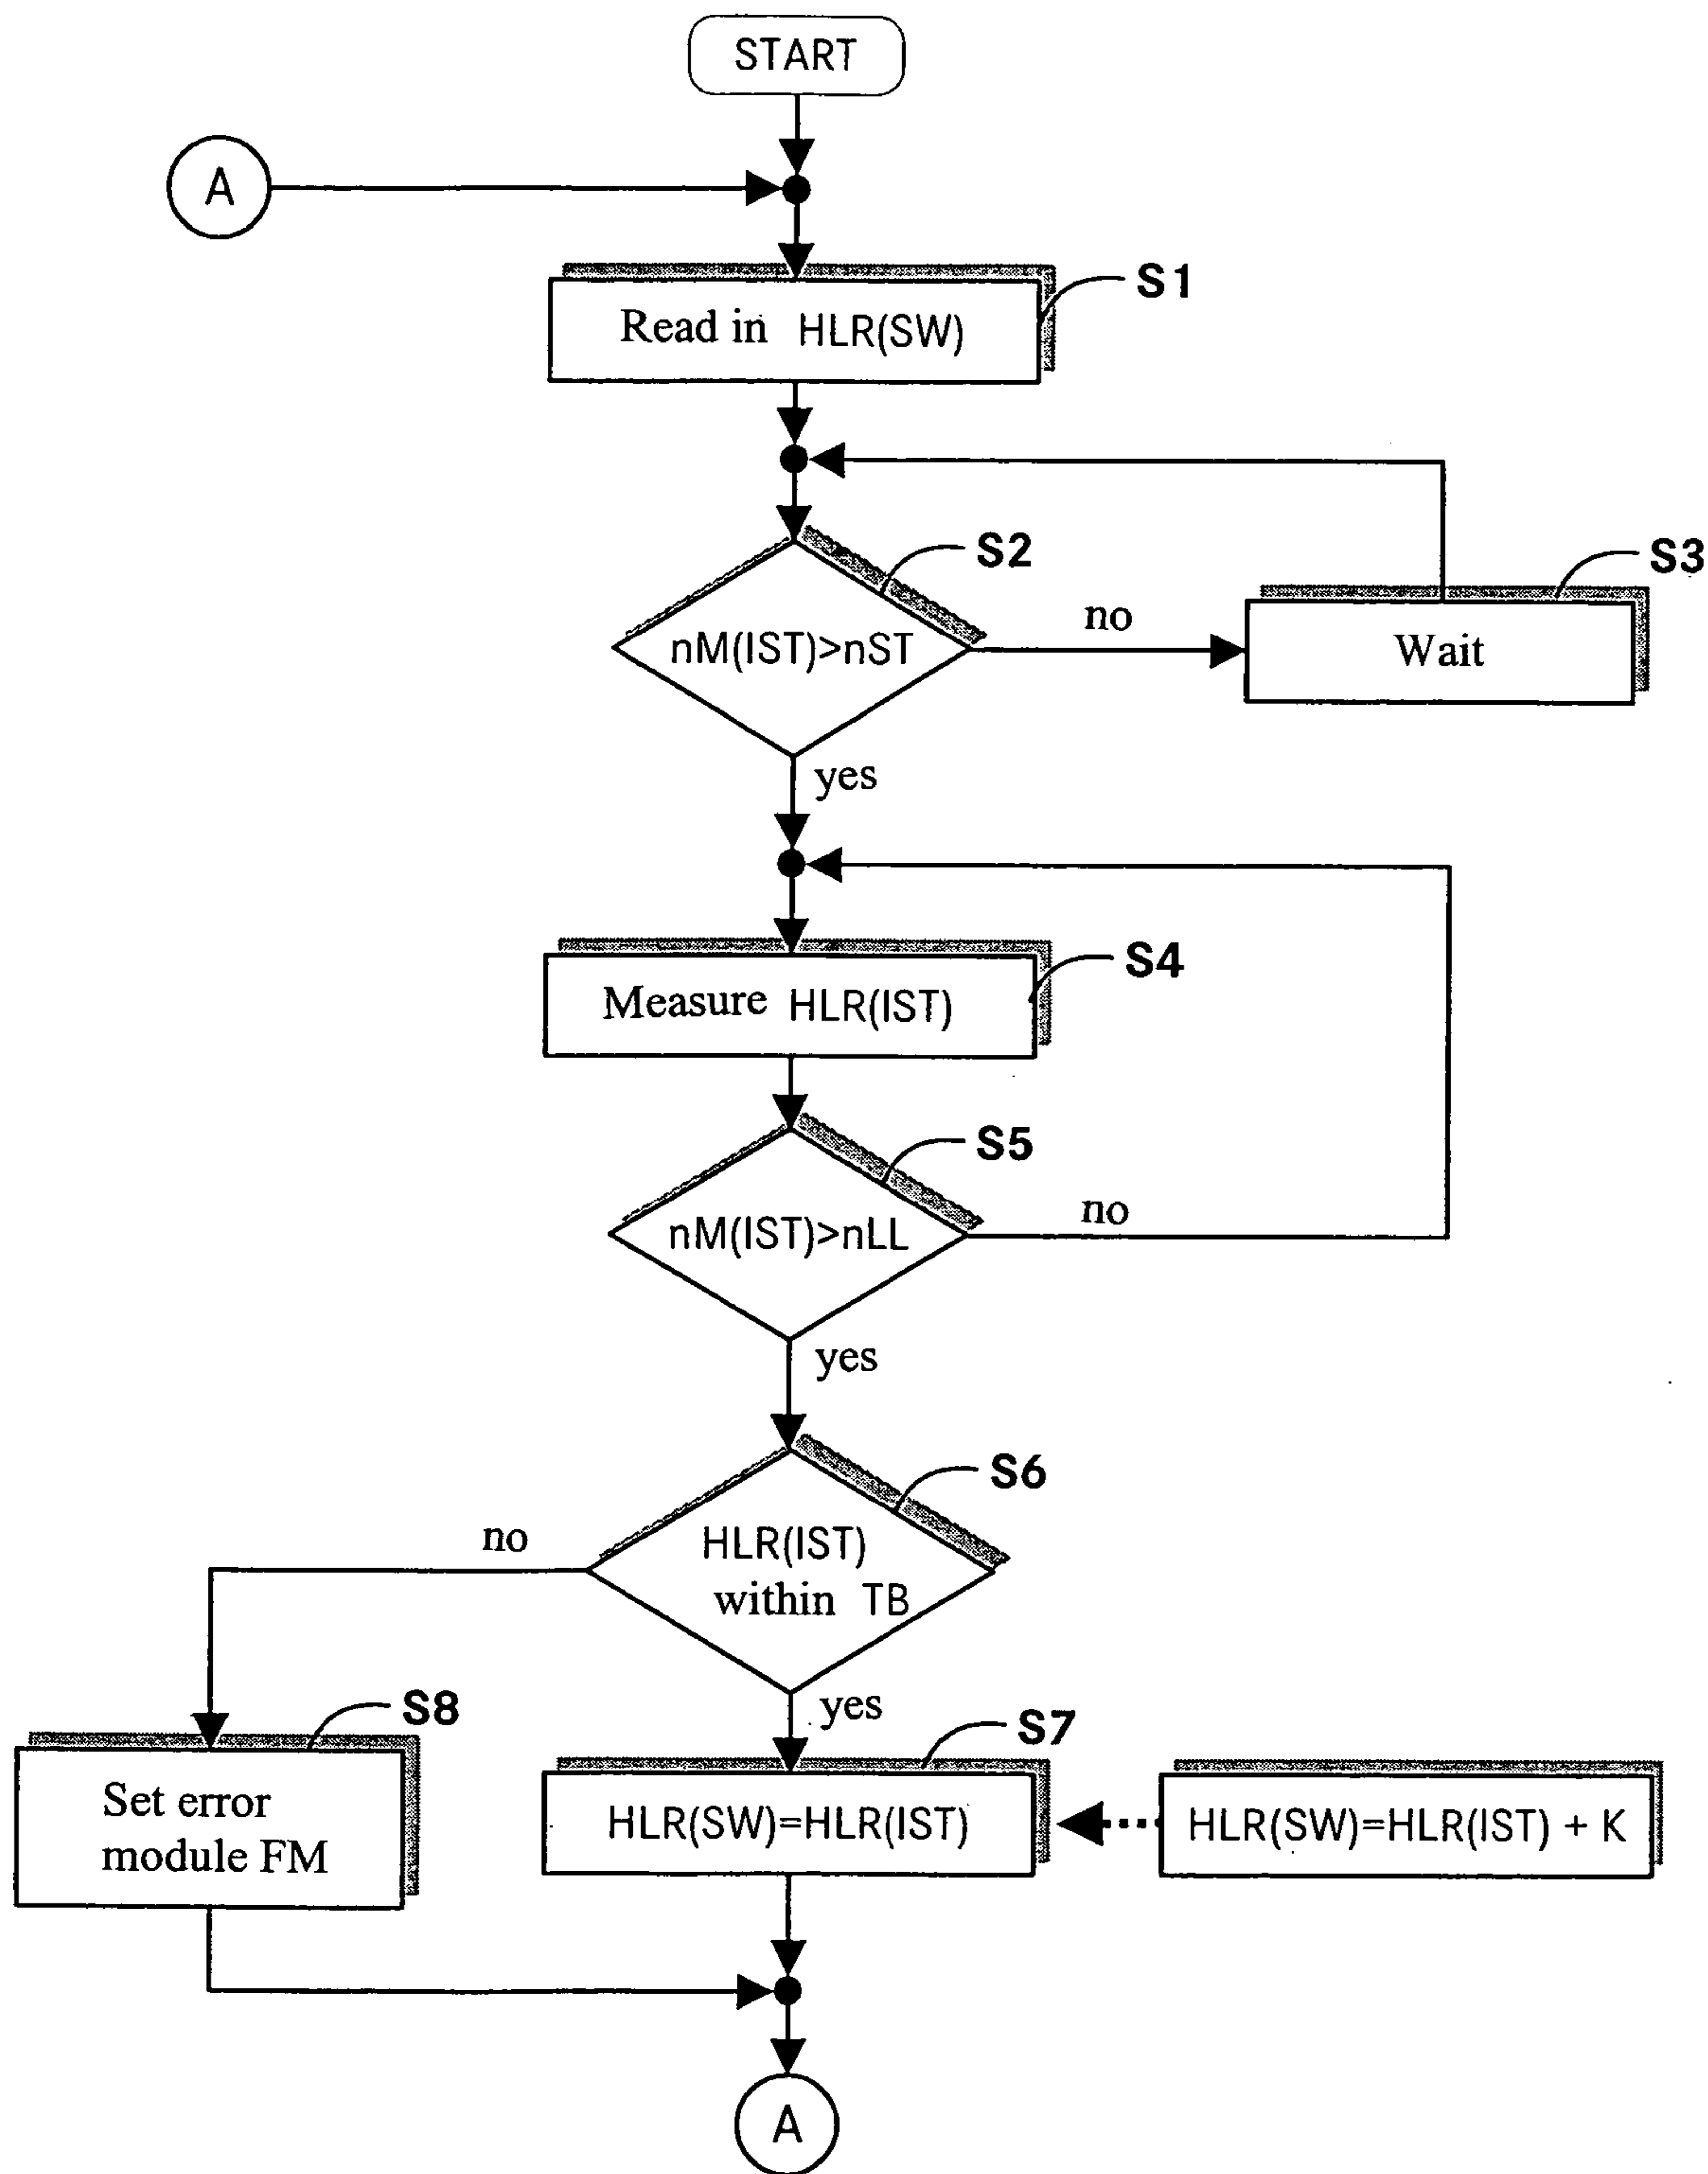 START
A
S1
Read in HLR(SW)
S2
S3
nM(IST)>nST
no
Wait
yes
S4
Measure HLR(IST)
S5
nM(IST)>nLL
no
yes
S6
no
HLR(IST)
within TB
S8
yes
S7
Set error
module FM
HLR(SW)=HLR(IST)
HLR(SW)=HLR(IST) + K
A